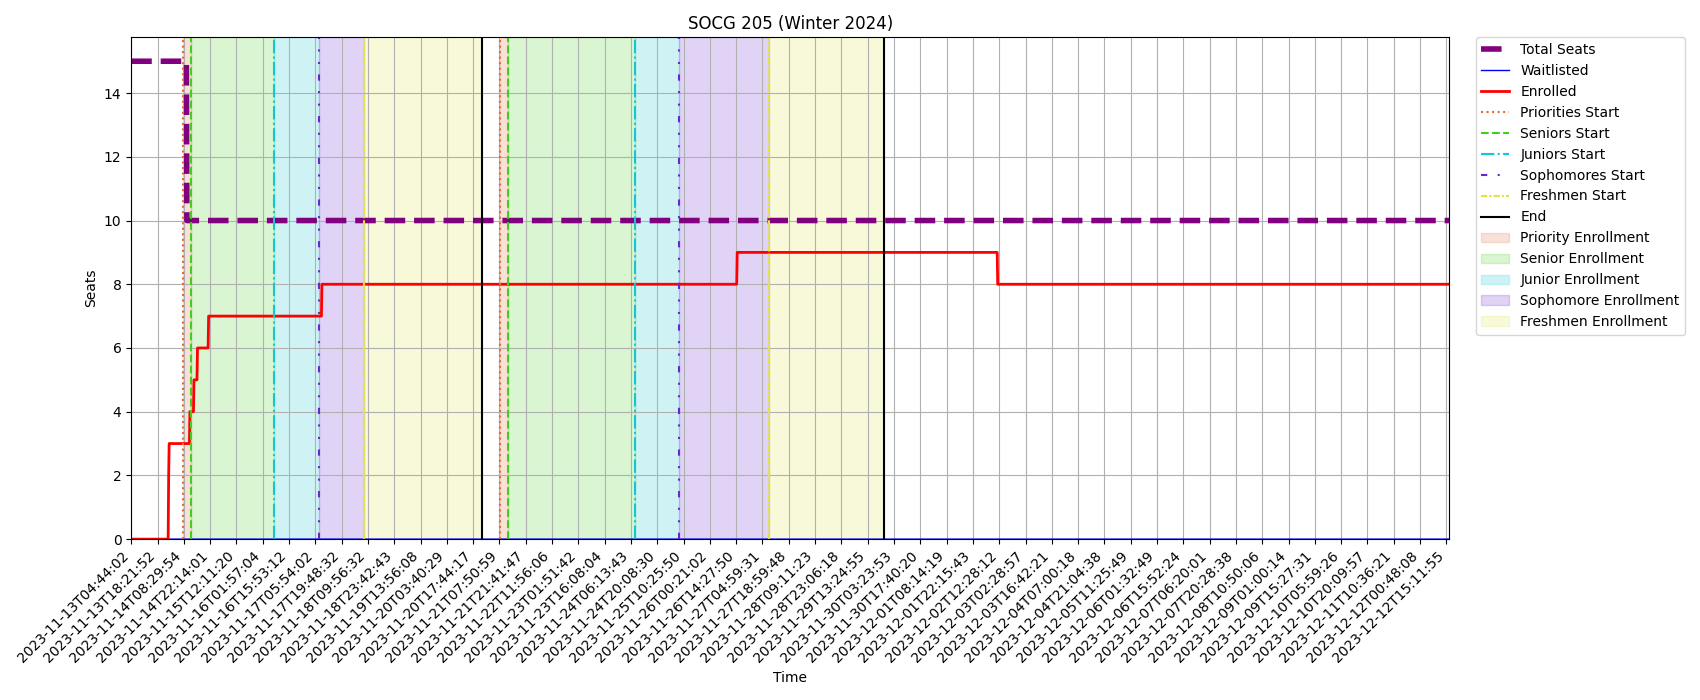 SOCG 205 (Winter 2024)
Total Seats
Waitlisted
Enrolled
Priorities Start
Seniors Start
Juniors Start
Sophomores Start
Freshmen Start
End
Priority Enrollment
Senior Enrollment
Junior Enrollment
Sophomore Enrollment
Freshmen Enrollment
Seats
14
12
10
8
6
4
2
0
2023-11-13T04:44:02
2023-11-13T18:21:52
2023-11-14T08:29:54
2023-11-14T22:14:01
2023-11-15T12:11:20
2023-11-16T01:57:04
2023-11-16T16:53:12
2023-11-17T05:54:02
2023-11-17T19:48:32
2023-11-18T09:56:32
2023-11-18T23:42:43
2023-11-19T13:56:08
2023-11-20T03:40:29
2023-11-20T17:44:17
2023-11-21T07:50:59
2023-11-21T21:41:47
2023-11-22T11:56:06
2023-11-23T01:51:42
2023-11-23T16:08:04
2023-11-24T06:13:43
2023-11-24T20:08:30
2023-11-25T10:25:50
2023-11-26T00:21:02
2023-11-26T14:27:50
2023-11-27T04:59:31
2023-11-27T18:59:48
2023-11-28T09:11:23
2023-11-28T23:06:18
2023-11-29T13:24:55
2023-11-30T03:23:53
2023-11-30T17:40:20
2023-12-01T08:14:19
2023-12-01T22:15:43
2023-12-02T12:28:12
2023-12-03T02:28:57
2023-12-03T16:42:21
2023-12-04T07:00:18
2023-12-04T21:04:38
2023-12-05T11:25:49
2023-12-06T01:32:49
2023-12-06T15:52:24
2023-12-07T06:20:01
2023-12-07T20:28:38
2023-12-08T10:50:06
2023-12-09T01:00:14
2023-12-09T15:27:31
2023-12-10T05:59:26
2023-12-10T20:09:57
2023-12-11T10:36:21
2023-12-12T00:48:08
2023-12-12T15:11:55
Time